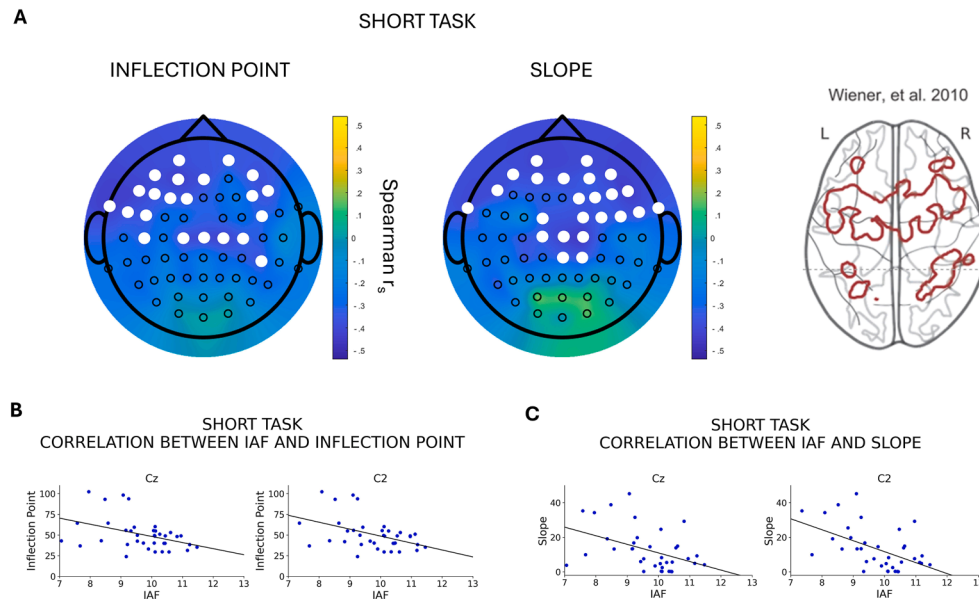 A
SHORT TASK
INFLECTION POINT
SLOPE
Wiener, et al. 2010
L
R
.5
.4
.3
.2
.1
0
-.1
-.2
-.3
-.4
-.5
Spearman rs
.5
.4
.3
.2
.1
0
-.1
-.2
-.3
-.4
-.5
B
SHORT TASK
CORRELATION BETWEEN IAF AND INFLECTION POINT
Cz
C2
Inflection Point
100
75
50
25
0
7 8 9 10 11 12 13
IAF
Inflection Point
100
75
50
25
0
7 8 9 10 11 12 13
IAF
C
SHORT TASK
CORRELATION BETWEEN IAF AND SLOPE
Cz
C2
Slope
40
20
0
7 8 9 10 11 12 13
IAF
Slope
40
20
0
7 8 9 10 11 12 13
IAF